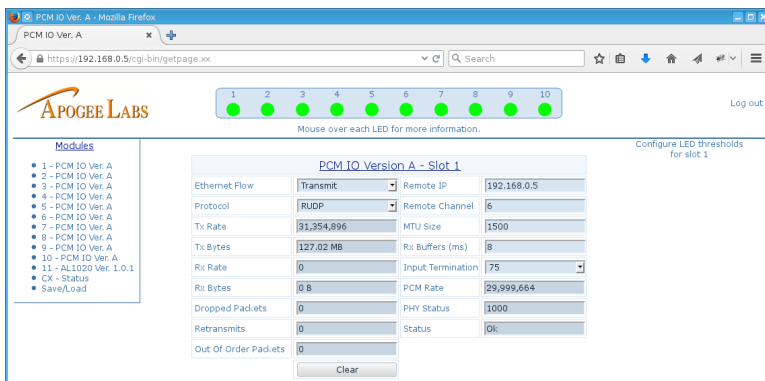 PCM IO Ver. A - Mozilla Firefox
PCM IO Ver. A
https://192.168.0.5/cgi-bin/getpage.xx
Search
APOGEE LABS
1 2 3 4 5 6 7 8 9 10
Mouse over each LED for more information.
Log out
Modules
1 - PCM IO Ver. A
2 - PCM IO Ver. A
3 - PCM IO Ver. A
4 - PCM IO Ver. A
5 - PCM IO Ver. A
6 - PCM IO Ver. A
7 - PCM IO Ver. A
8 - PCM IO Ver. A
9 - PCM IO Ver. A
10 - PCM IO Ver. A
11 - AL1020 Ver. 1.0.1
CX - Status
Save/Load
Configure LED thresholds
for slot 1
PCM IO Version A - Slot 1
Ethernet Flow Transmit Remote IP 192.168.0.5
Protocol RUDP Remote Channel 6
Tx Rate 31,354,896 MTU Size 1500
Tx Bytes 127.02 MB Rx Buffers (ms) 8
Rx Rate 0 Input Termination 75
Rx Bytes 0 B PCM Rate 29,999,664
Dropped Packets 0 PHY Status 1000
Retransmits 0 Status Ok
Out Of Order Packets 0
Clear